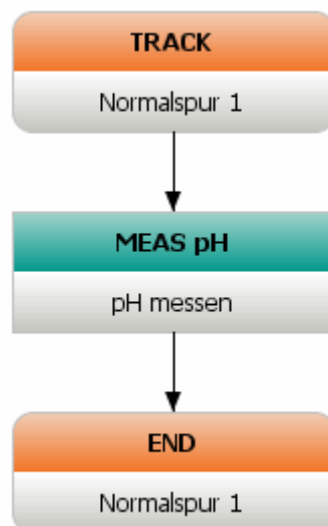 TRACK
Normalspur 1
MEAS pH
pH messen
END
Normalspur 1